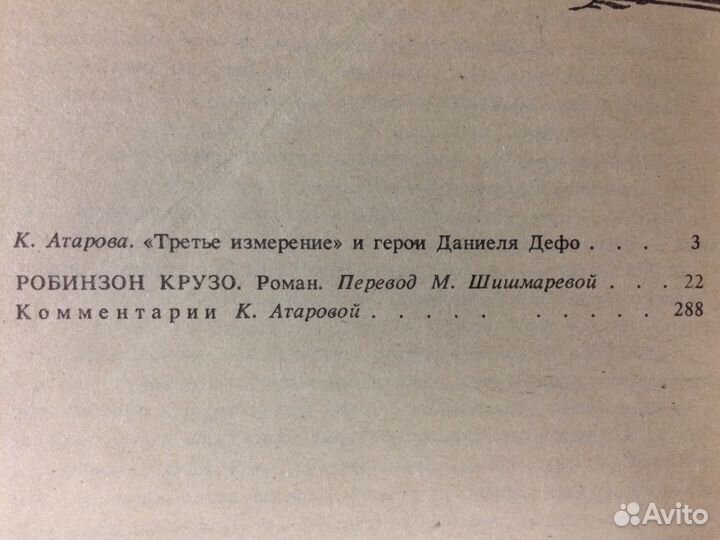 К. Атарова. «Третье измерение» и герои Даниеля Дефо . . . 3
РОБИНЗОН КРУЗО. Роман. Перевод М. Шишмаревой . . . 22
Комментарии К. Атаровой . . . . . . . . . . 288
Avito